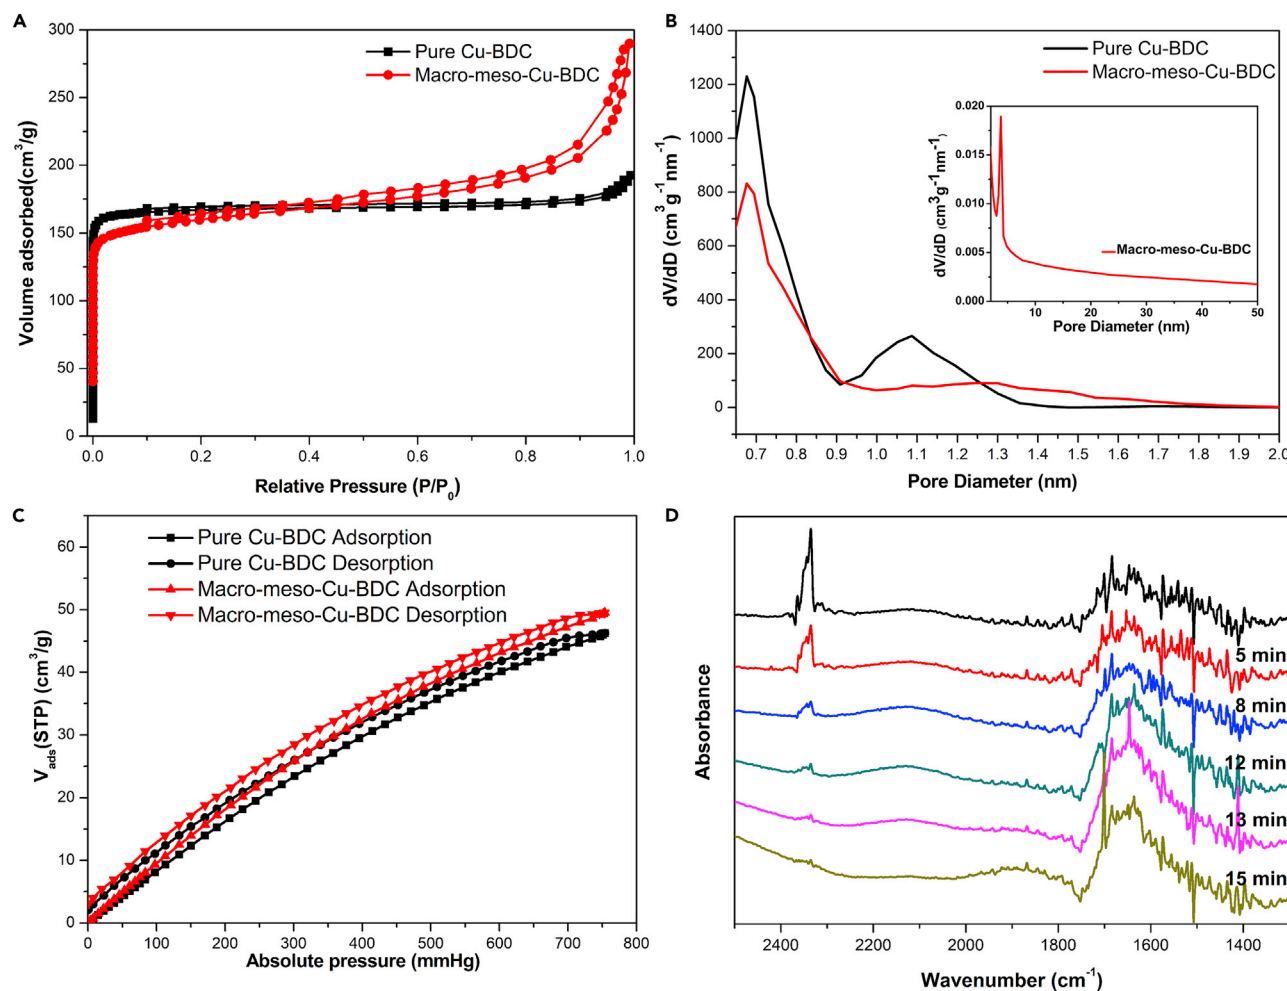 A
300
250
200
150
100
50
0
Volume adsorbed(cm³/g)
Pure Cu-BDC
Macro-meso-Cu-BDC
0.0 0.2 0.4 0.6 0.8 1.0
Relative Pressure (P/P₀)
B
1400
1200
1000
800
600
400
200
0
dV/dD (cm³ g⁻¹ nm⁻¹)
Pure Cu-BDC
Macro-meso-Cu-BDC
0.020
0.015
0.010
0.005
0.000
dV/dD (cm³g⁻¹nm⁻¹)
Macro-meso-Cu-BDC
10 20 30 40 50
Pore Diameter (nm)
0.7 0.8 0.9 1.0 1.1 1.2 1.3 1.4 1.5 1.6 1.7 1.8 1.9 2.0
Pore Diameter (nm)
C
60
50
40
30
20
10
0
V_ads(STP) (cm³/g)
Pure Cu-BDC Adsorption
Pure Cu-BDC Desorption
Macro-meso-Cu-BDC Adsorption
Macro-meso-Cu-BDC Desorption
0 100 200 300 400 500 600 700 800
Absolute pressure (mmHg)
D
Absorbance
5 min
8 min
12 min
13 min
15 min
2400 2200 2000 1800 1600 1400
Wavenumber (cm⁻¹)